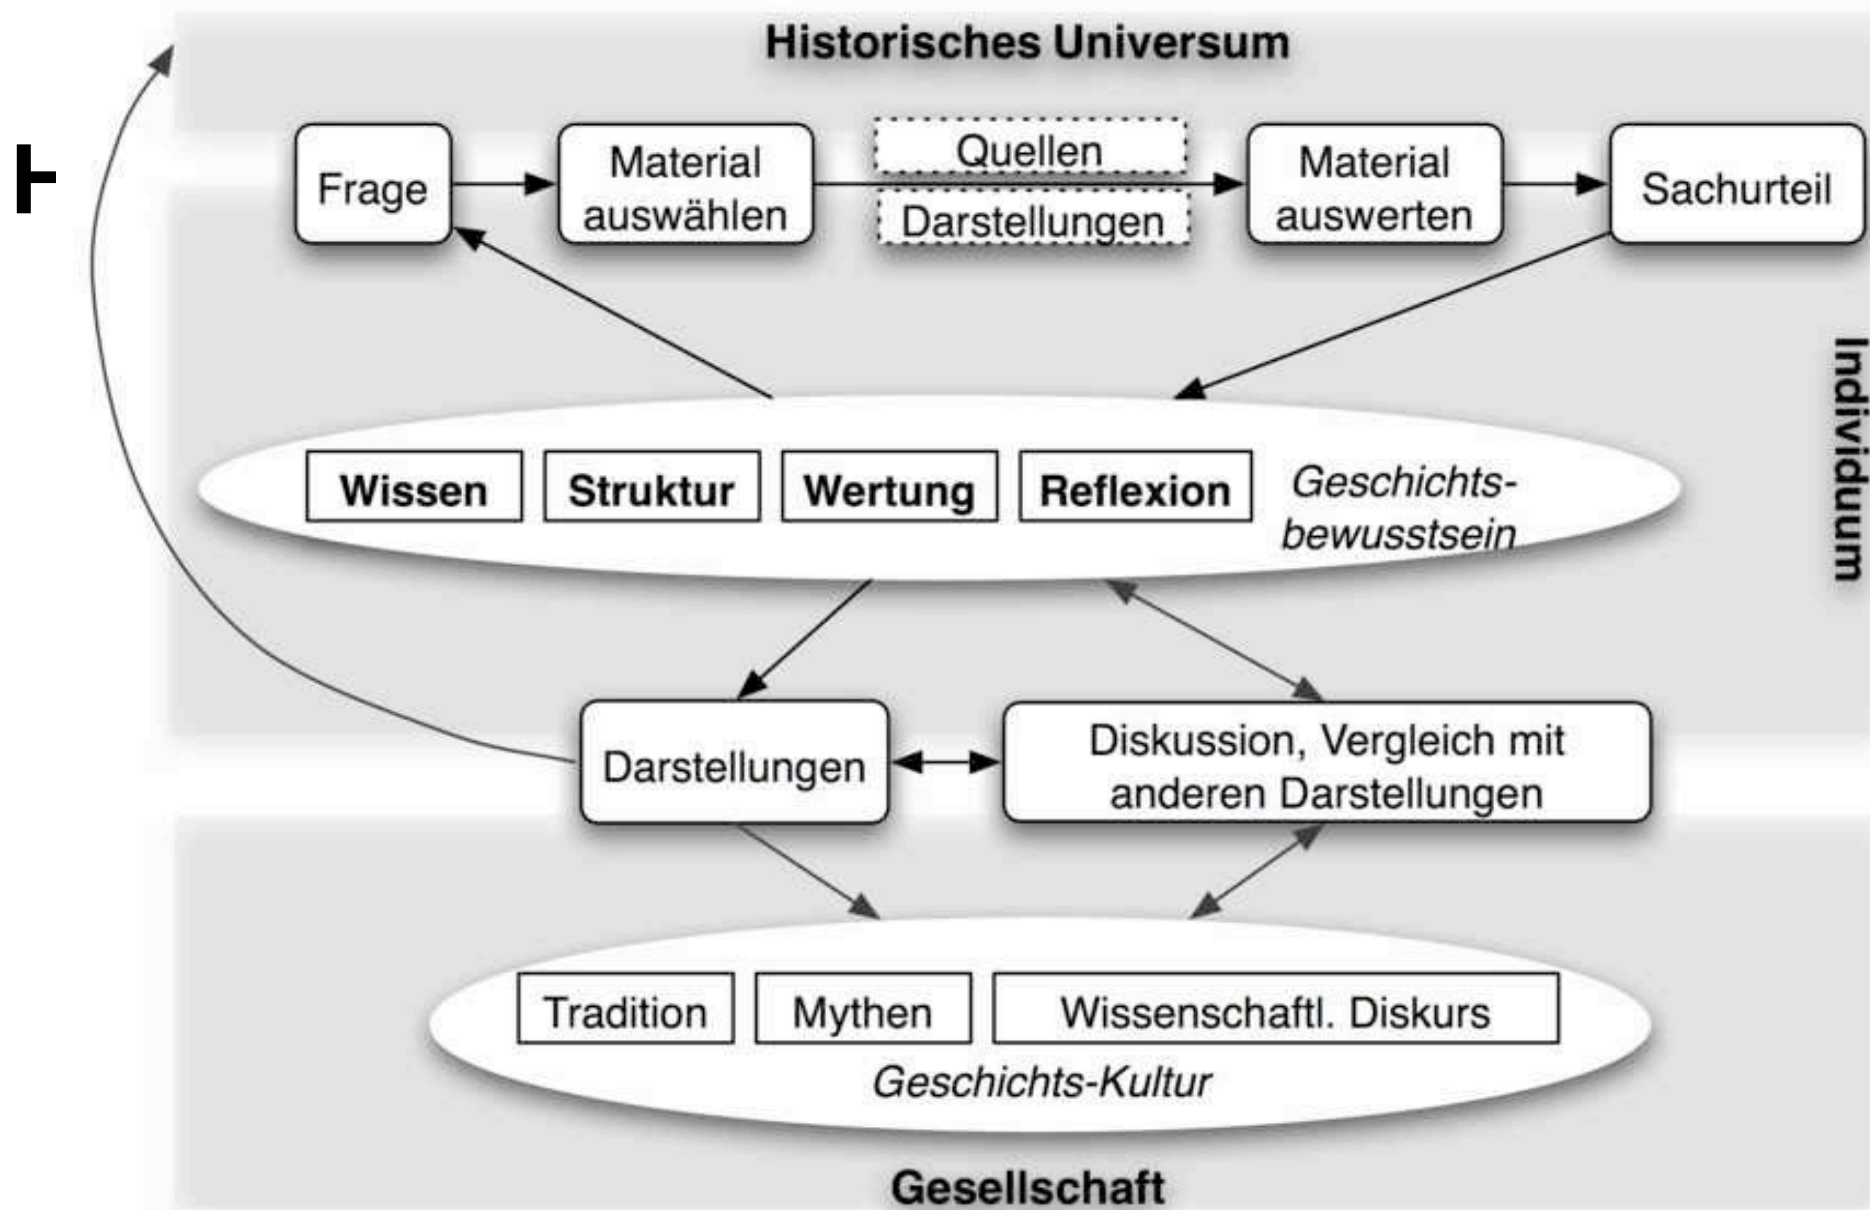 Historisches Universum
Frage
Material
auswählen
Quellen
Darstellungen
Material
auswerten
Sachurteil
Individuum
Wissen
Struktur
Wertung
Reflexion
Geschichts-
bewusstsein
Darstellungen
Diskussion, Vergleich mit
anderen Darstellungen
Tradition
Mythen
Wissenschaftl. Diskurs
Geschichts-Kultur
Gesellschaft